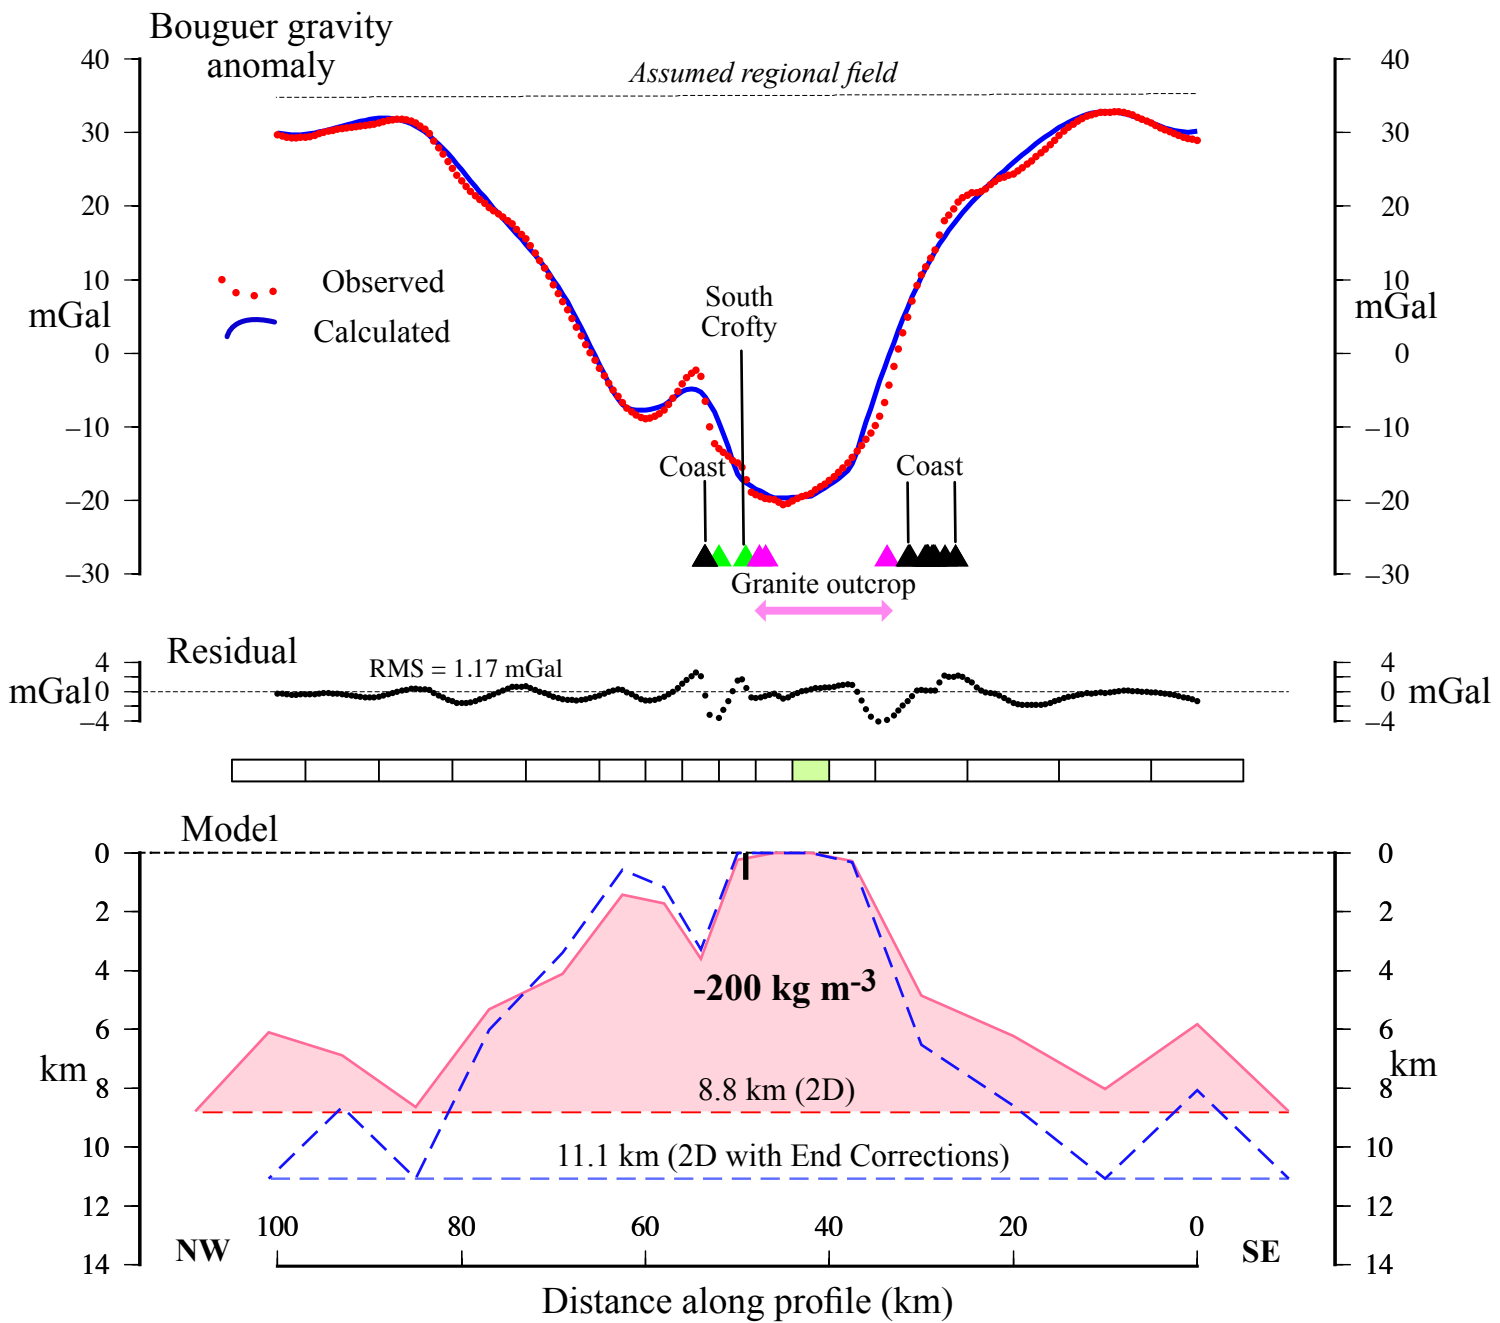 Bouguer gravity
anomaly
Assumed regional field
40
30
20
10
0
−10
−20
−30
mGal
40
30
20
10
0
−10
−20
−30
mGal
Observed
Calculated
South
Crofty
Coast
Coast
Granite outcrop
Residual
RMS = 1.17 mGal
4
0
−4
mGal
4
0
−4
mGal
Model
0
2
4
6
8
10
12
14
km
0
2
4
6
8
10
12
14
km
-200 kg m-3
8.8 km (2D)
11.1 km (2D with End Corrections)
100 80 60 40 20 0
NW SE
Distance along profile (km)